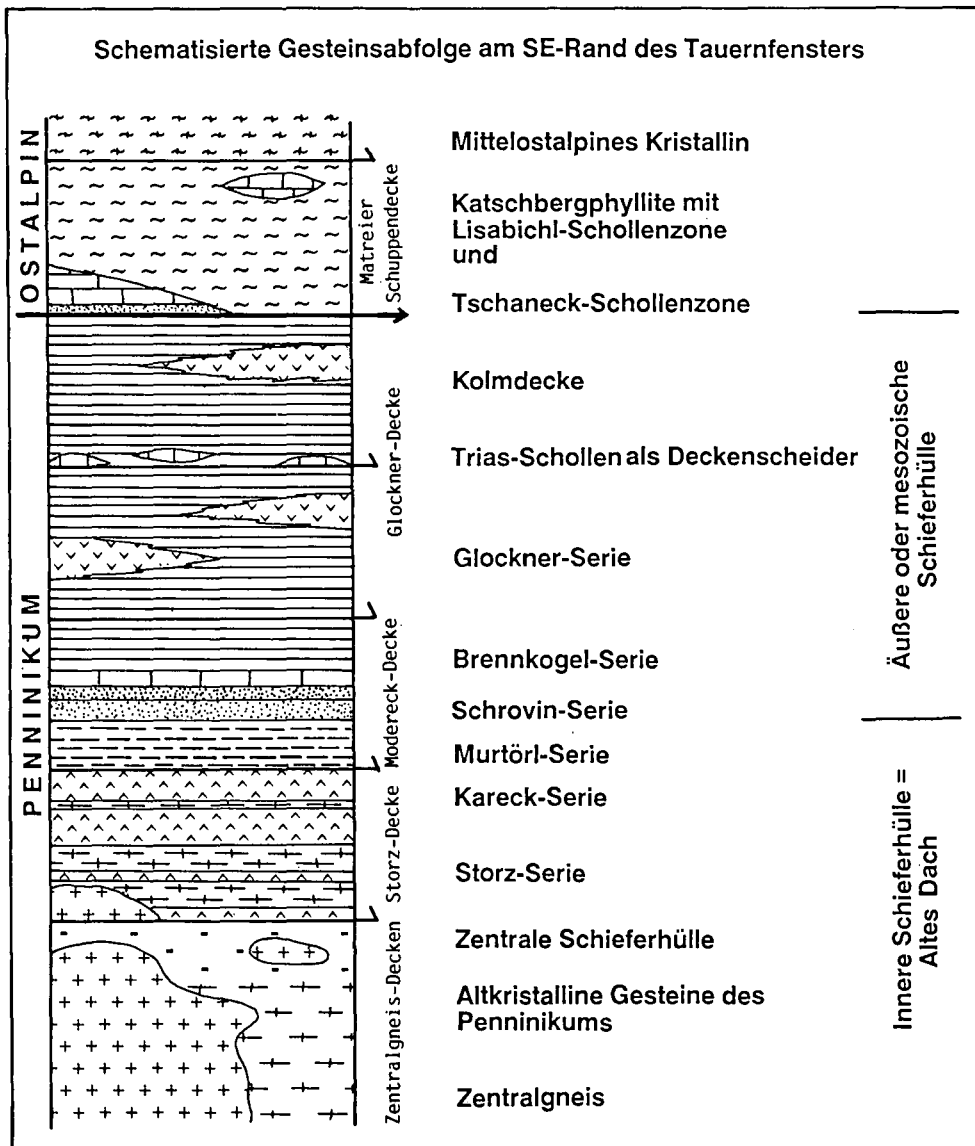 Schematisierte Gesteinsabfolge am SE-Rand des Tauernfensters
OSTALPIN
PENNINIKUM
Matreier
Schuppendecke
Glockner-Decke
Modereck-Decke
Storz-Decke
Zentralgneis-Decken
Mittelostalpines Kristallin
Katschbergphyllite mit
Lisabichl-Schollenzone
und
Tschaneck-Schollenzone
Kolmdecke
Trias-Schollen als Deckenscheider
Glockner-Serie
Brennkogel-Serie
Schrovin-Serie
Murtörl-Serie
Kareck-Serie
Storz-Serie
Zentrale Schieferhülle
Altkristalline Gesteine des
Penninikums
Zentralgneis
Äußere oder mesozoische
Schieferhülle
Innere Schieferhülle =
Altes Dach